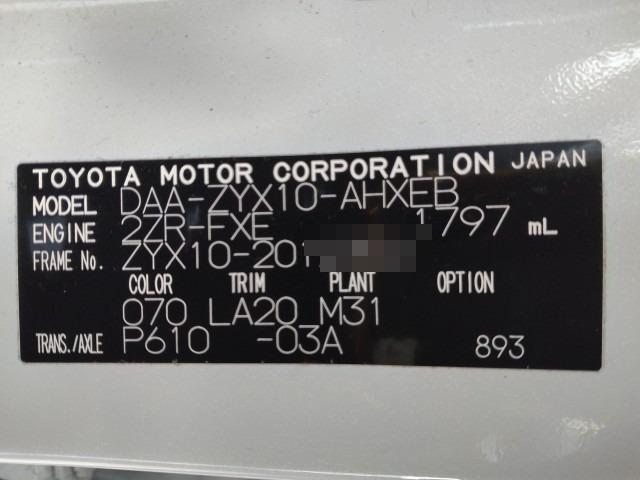 TOYOTA MOTOR CORPORATION JAPAN
MODEL DAA-ZYX10-AHXEB
ENGINE 2ZR-FXE 1797 mL
FRAME No. ZYX10-201
COLOR TRIM PLANT OPTION
070 LA20 M31
TRANS./AXLE P610 -03A 893